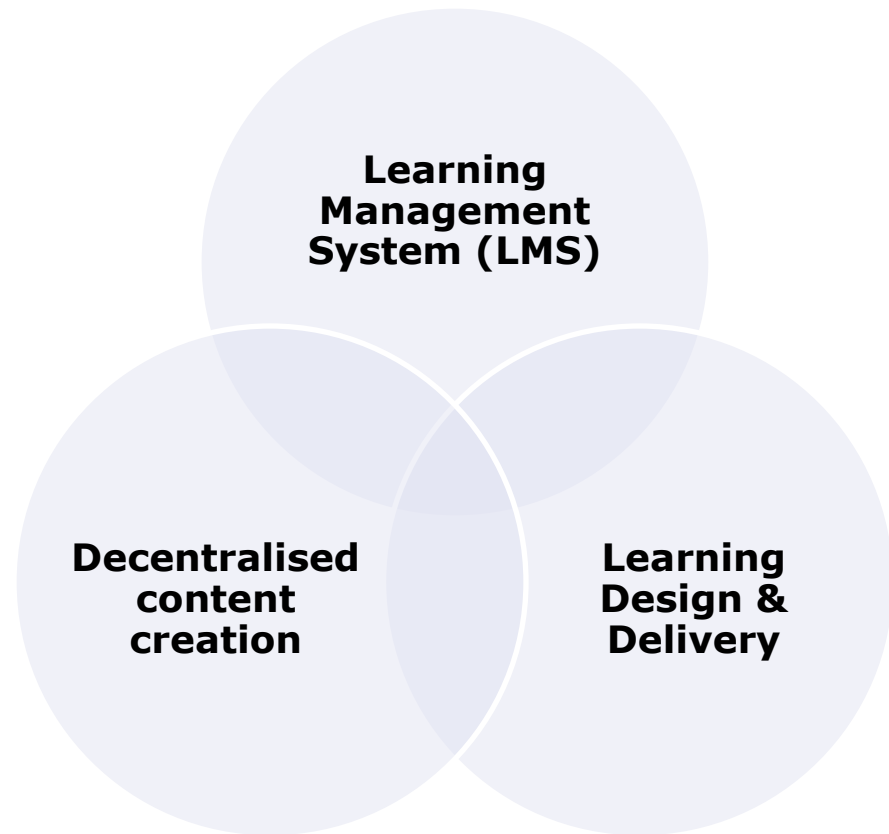 Learning
Management
System (LMS)
Decentralised
content
creation
Learning
Design &
Delivery